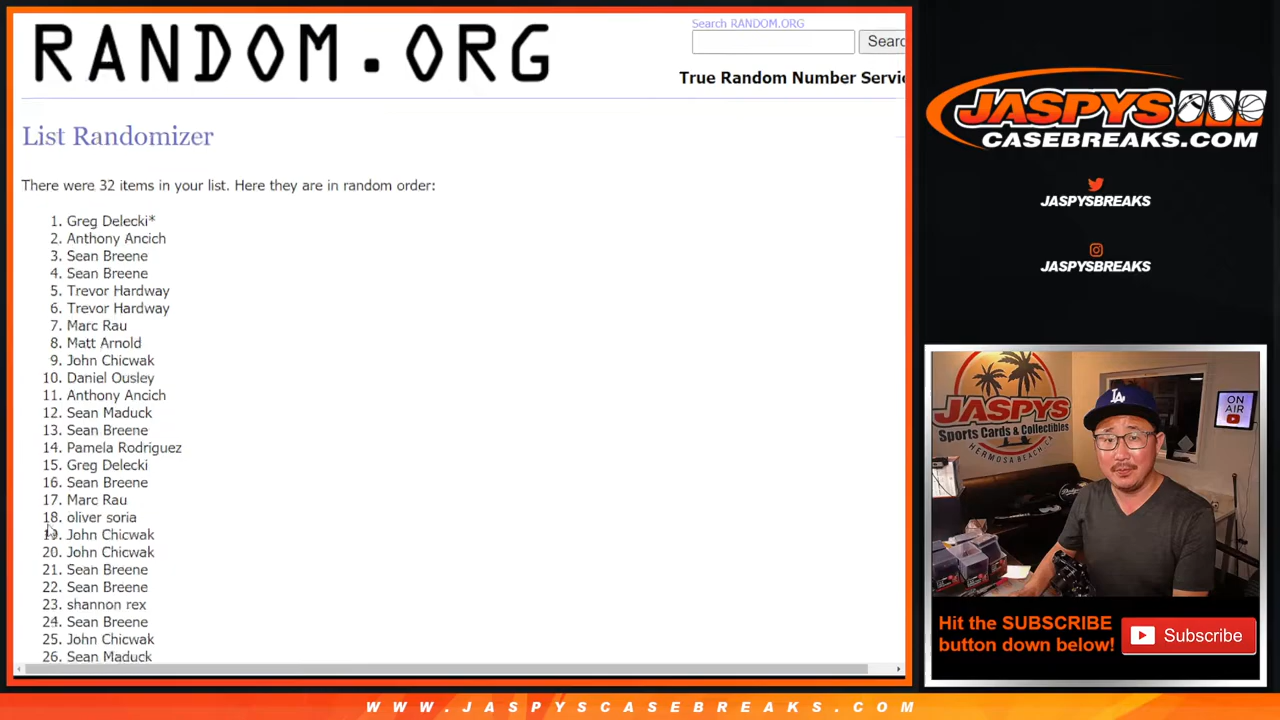 RANDOM.ORG
Search RANDOM.ORG
Searc
True Random Number Servic
List Randomizer
There were 32 items in your list. Here they are in random order:
1. Greg Delecki*
2. Anthony Ancich
3. Sean Breene
4. Sean Breene
5. Trevor Hardway
6. Trevor Hardway
7. Marc Rau
8. Matt Arnold
9. John Chicwak
10. Daniel Ousley
11. Anthony Ancich
12. Sean Maduck
13. Sean Breene
14. Pamela Rodriguez
15. Greg Delecki
16. Sean Breene
17. Marc Rau
18. oliver soria
19. John Chicwak
20. John Chicwak
21. Sean Breene
22. Sean Breene
23. shannon rex
24. Sean Breene
25. John Chicwak
26. Sean Maduck
JASPYS
CASEBREAKS.COM
JASPYSBREAKS
JASPYSBREAKS
JASPYS
Sports Cards & Collectibles
HERMOSA BEACH
LA
ON
AIR
Hit the SUBSCRIBE
button down below!
Subscribe
WWW.JASPYSCASEBREAKS.COM